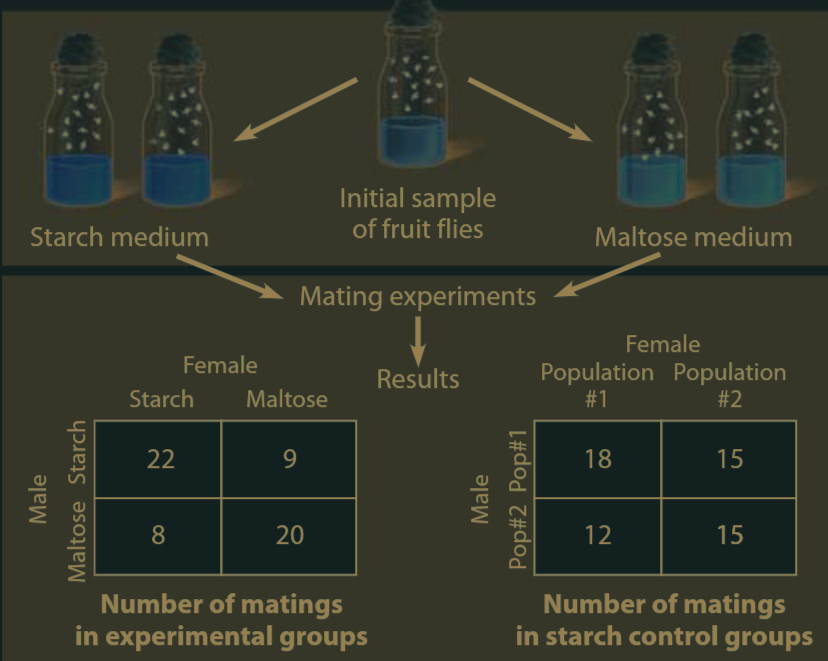 Initial sample
of fruit flies
Starch medium
Maltose medium
Mating experiments
Results
Female
Starch Maltose
Male
Starch
22 9
Maltose
8 20
Number of matings
in experimental groups
Female
Population Population
#1 #2
Male
Pop#1
18 15
Pop#2
12 15
Number of matings
in starch control groups